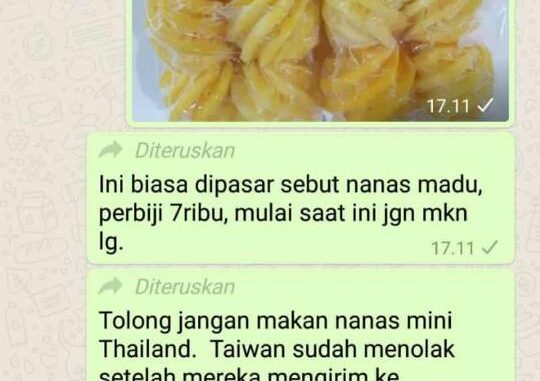 17.11
Diteruskan
Ini biasa dipasar sebut nanas madu,
perbiji 7ribu, mulai saat ini jgn mkn
lg.
17.11
Diteruskan
Tolong jangan makan nanas mini
Thailand. Taiwan sudah menolak
setelah mereka mengirim ke